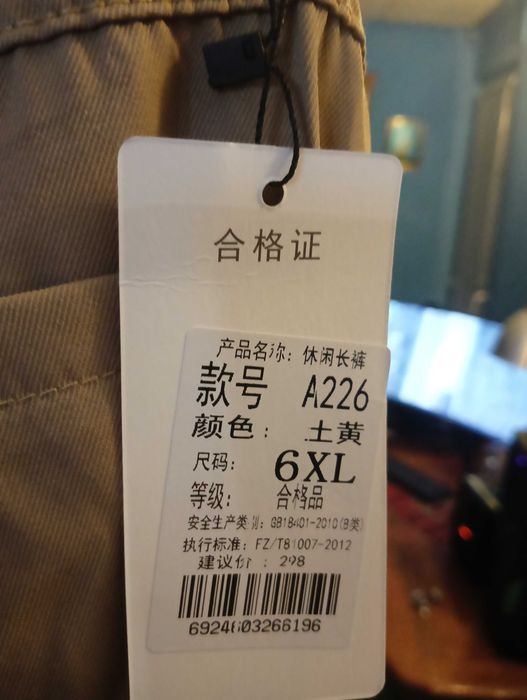 合格证
产品名称：休闲长裤
款号 A226
颜色：土黄
尺码：6XL
等级：合格品
安全生产类别：GB18401-2010(B类)
执行标准：FZ/T81007-2012
建议价：298
6924603266196